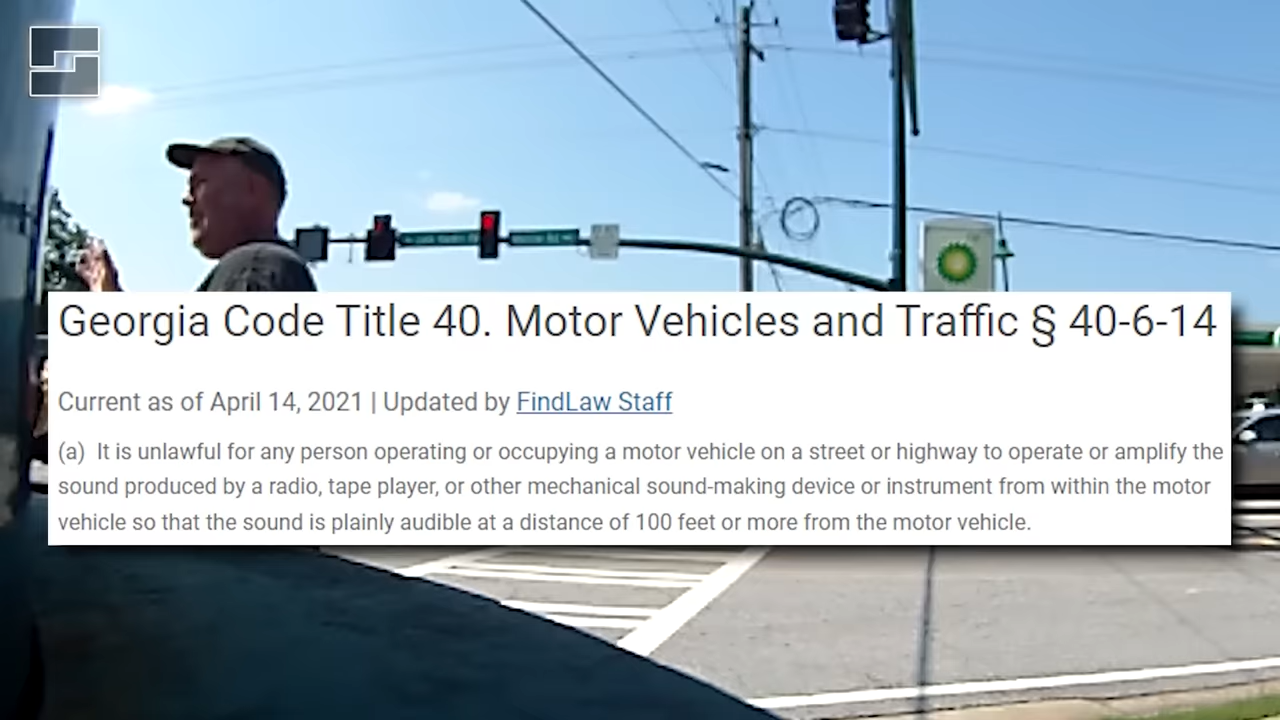 Georgia Code Title 40. Motor Vehicles and Traffic § 40-6-14
Current as of April 14, 2021 | Updated by FindLaw Staff
(a) It is unlawful for any person operating or occupying a motor vehicle on a street or highway to operate or amplify the
sound produced by a radio, tape player, or other mechanical sound-making device or instrument from within the motor
vehicle so that the sound is plainly audible at a distance of 100 feet or more from the motor vehicle.